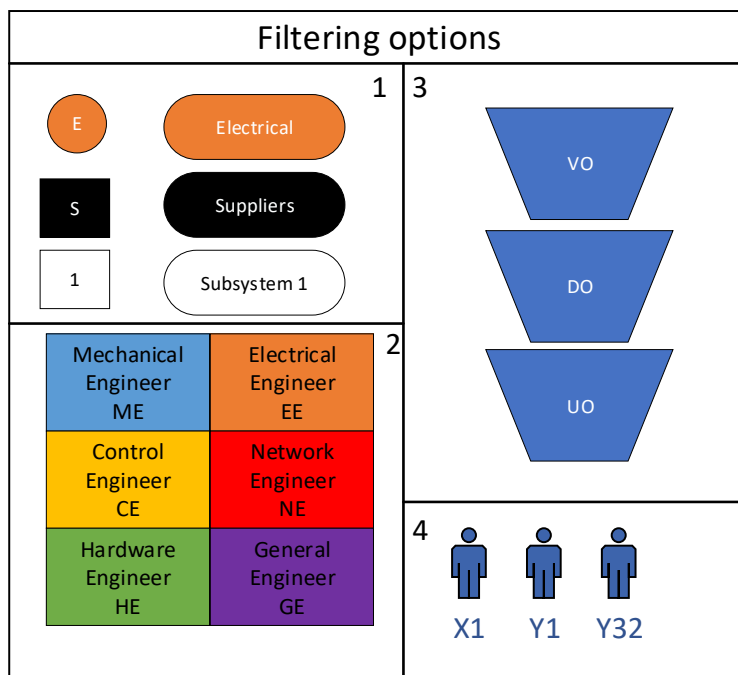 Filtering options
1
E
Electrical
S
Suppliers
1
Subsystem 1
2
Mechanical
Engineer
ME
Electrical
Engineer
EE
Control
Engineer
CE
Network
Engineer
NE
Hardware
Engineer
HE
General
Engineer
GE
3
VO
DO
UO
4
X1
Y1
Y32